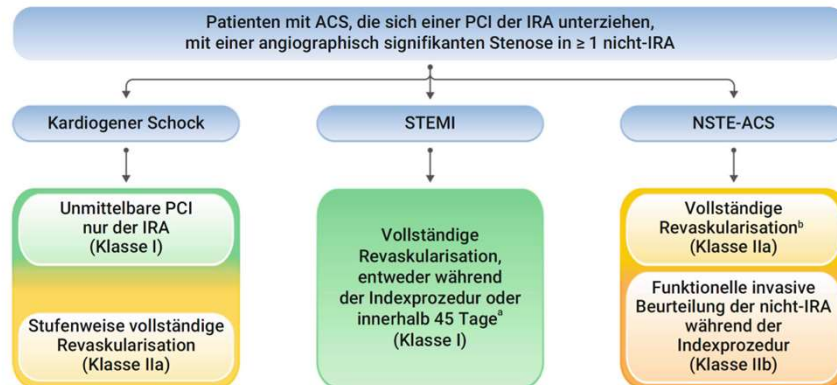 Patienten mit ACS, die sich einer PCI der IRA unterziehen,
mit einer angiographisch signifikanten Stenose in ≥ 1 nicht-IRA
Kardiogener Schock
STEMI
NSTE-ACS
Unmittelbare PCI
nur der IRA
(Klasse I)
Stufenweise vollständige
Revaskularisation
(Klasse IIa)
Vollständige
Revaskularisation,
entweder während
der Indexprozedur oder
innerhalb 45 Tageᵃ
(Klasse I)
Vollständige
Revaskularisationᵇ
(Klasse IIa)
Funktionelle invasive
Beurteilung der nicht-IRA
während der
Indexprozedur
(Klasse IIb)